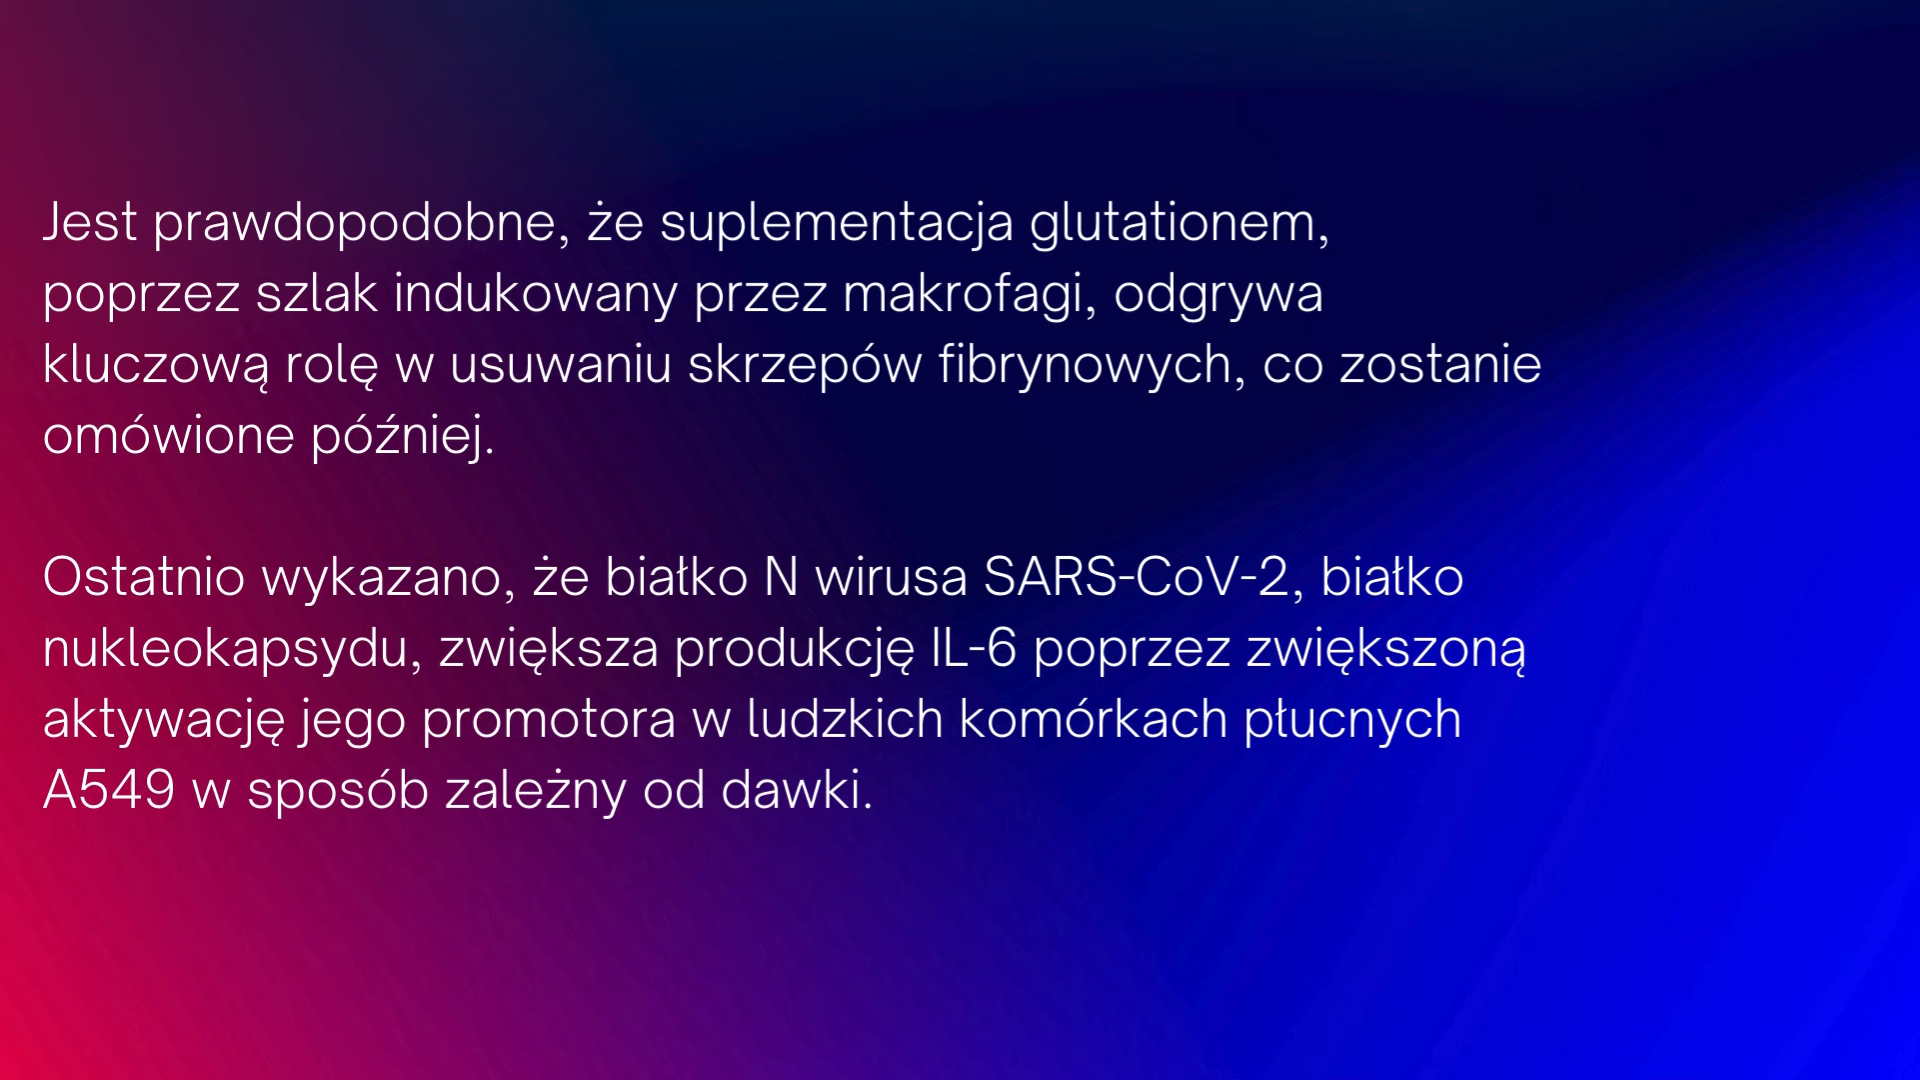 Jest prawdopodobne, że suplementacja glutationem,
poprzez szlak indukowany przez makrofagi, odgrywa
kluczową rolę w usuwaniu skrzepów fibrynowych, co zostanie
omówione później.
Ostatnio wykazano, że białko N wirusa SARS-CoV-2, białko
nukleokapsydu, zwiększa produkcję IL-6 poprzez zwiększoną
aktywację jego promotora w ludzkich komórkach płucnych
A549 w sposób zależny od dawki.